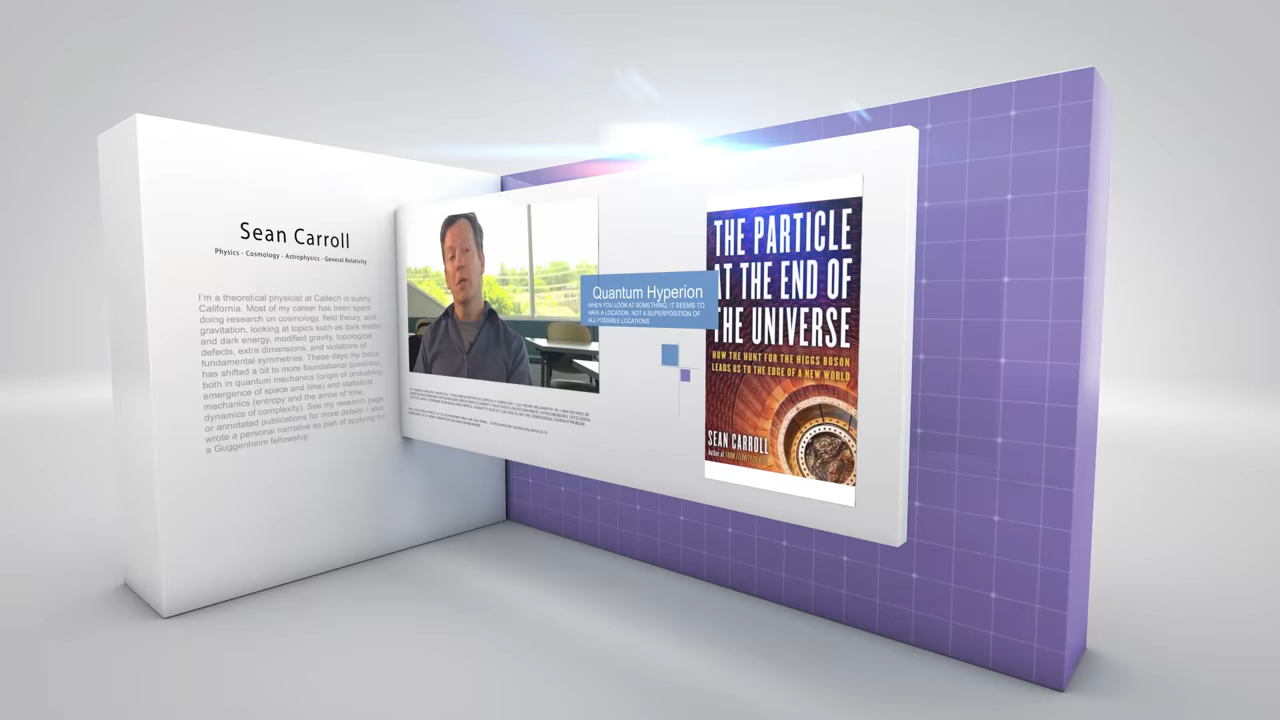 Sean Carroll
Physics - Cosmology - Astrophysics - General Relativity
I'm a theoretical physicist at Caltech in sunny
California. Most of my career has been spent
doing research on cosmology, field theory, and
gravitation, looking at topics such as dark matter
and dark energy, modified gravity, topological
defects, extra dimensions, and violations of
fundamental symmetries. These days my focus
has shifted a bit to more foundational questions,
both in quantum mechanics (origin of probability,
emergence of space and time) and statistical
mechanics (entropy and the arrow of time,
dynamics of complexity). See my research page
or annotated publications for more details. I also
wrote a personal narrative as part of applying for
a Guggenheim fellowship
Quantum Hyperion
WHEN YOU LOOK AT SOMETHING, IT SEEMS TO
HAVE A LOCATION, NOT A SUPERPOSITION OF
ALL POSSIBLE LOCATIONS
THE PARTICLE
AT THE END OF
THE UNIVERSE
HOW THE HUNT FOR THE HIGGS BOSON
LEADS US TO THE EDGE OF A NEW WORLD
SEAN CARROLL
Author of FROM ETERNITY TO HERE